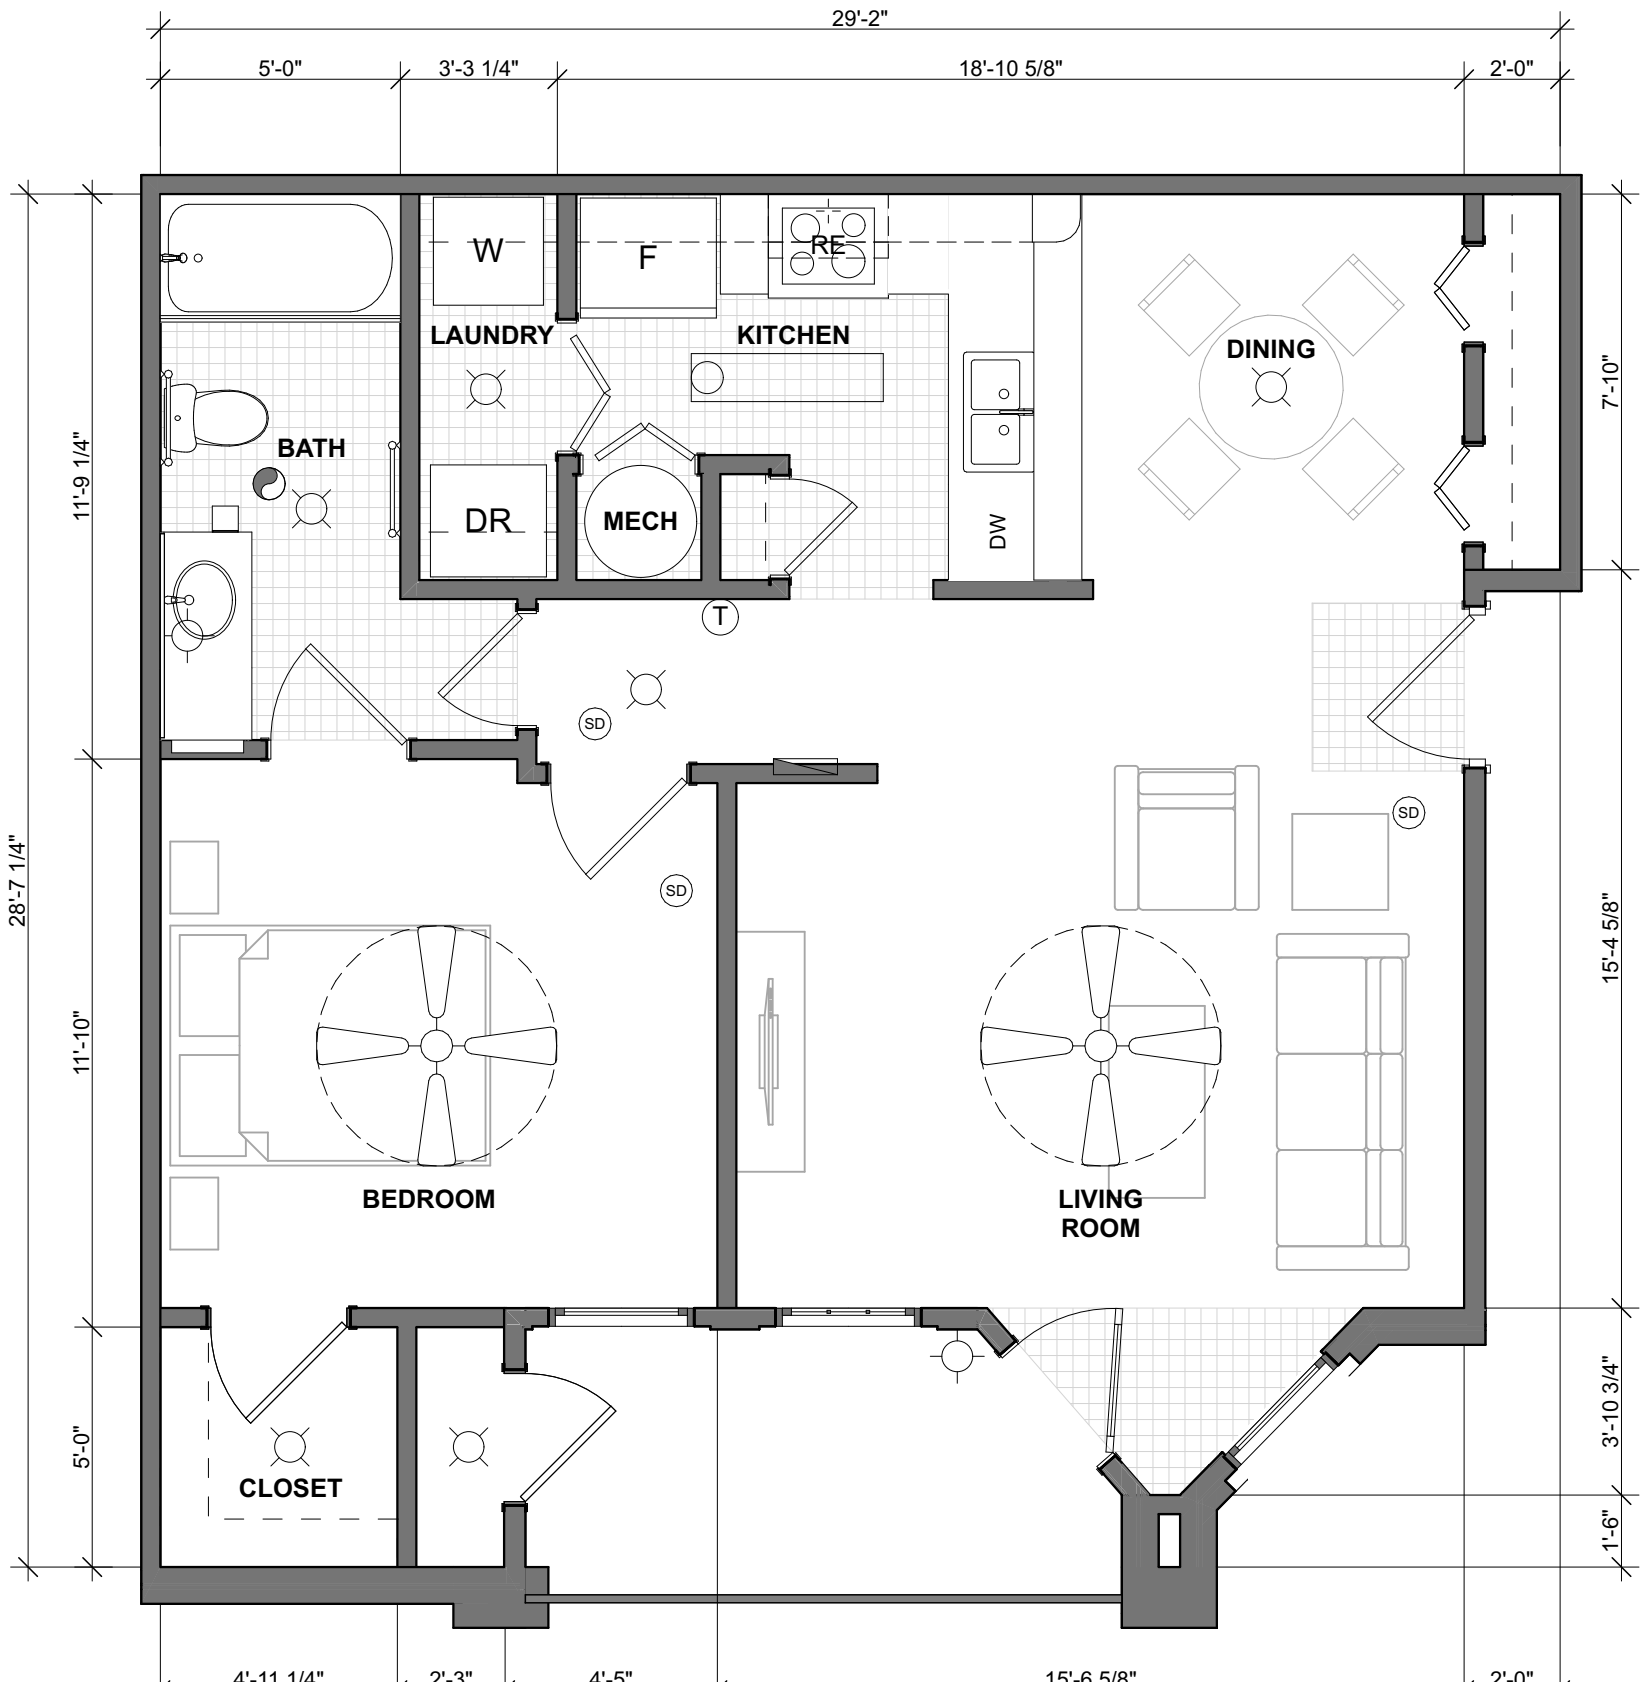 29'-2"
5'-0"
3'-3 1/4"
18'-10 5/8"
2'-0"
W
F
RE
LAUNDRY
KITCHEN
DINING
7'-10"
BATH
11'-9 1/4"
DR
MECH
DW
T
SD
SD
SD
28'-7 1/4"
15'-4 5/8"
11'-10"
BEDROOM
LIVING
ROOM
3'-10 3/4"
5'-0"
CLOSET
1'-6"
4'-11 1/4"
2'-3"
4'-5"
15'-6 5/8"
2'-0"